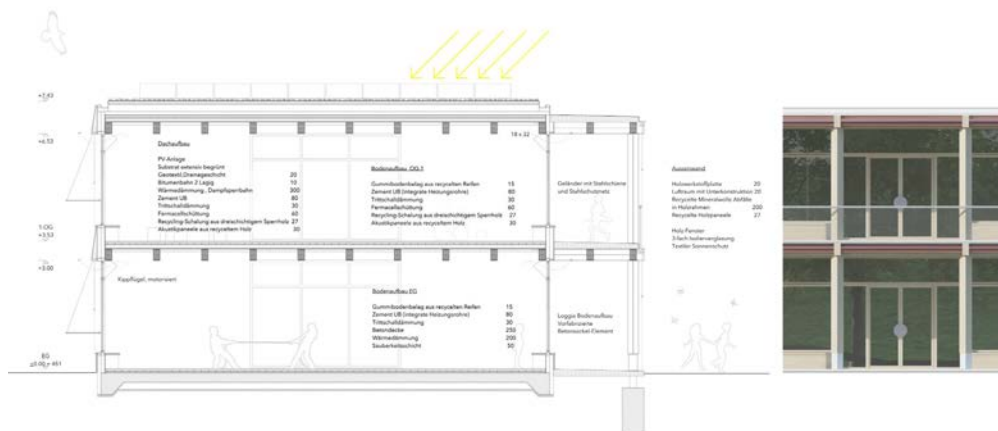 +7.43
+6.53
1.OG
+3.53
+3.00
EG
±0.00 = 451
18 x 32
Dachaufbau
PV-Anlage
Substrat extensiv begrünt
Geotextil,Drainageschicht 20
Bitumenbahn 2 Lagig 10
Wärmedämmung , Dampfsperrbahn 200
Zement UB 80
Trittschalldämmung 30
Fermacellschüttung 60
Recycling-Schalung aus dreischichtigem Sperrholz 27
Akustikpaneele aus recyceltem Holz 30
Bodenaufbau OG.1
Gummibodenbelag aus recycelten Reifen 15
Zement UB (Integrate Heizungsrohre) 80
Trittschalldämmung 30
Fermacellschüttung 60
Recycling-Schalung aus dreischichtigem Sperrholz 27
Akustikpaneele aus recyceltem Holz 30
Geländer mit Stahlschiene
und Stahlschutznetz
Aussenwand
Holzwerkstoffplatte 20
Luftraum mit Unterkonstruktion 20
Recycelte Mineralwolle Abfälle
in Holzrahmen 200
Recycelte Holzpaneele 27
Holz Fenster
3-fach Isolierverglasung
Textiler Sonnenschutz
Kippflügel, motorisiert
Bodenaufbau EG
Gummibodenbelag aus recycelten Reifen 15
Zement UB (Integrate Heizungsrohre) 80
Trittschalldämmung 30
Betondecke 250
Wärmedämmung 200
Sauberkeitsschicht 50
Loggia Bodenaufbau
Vorfabrizierte
Betonsockel Element